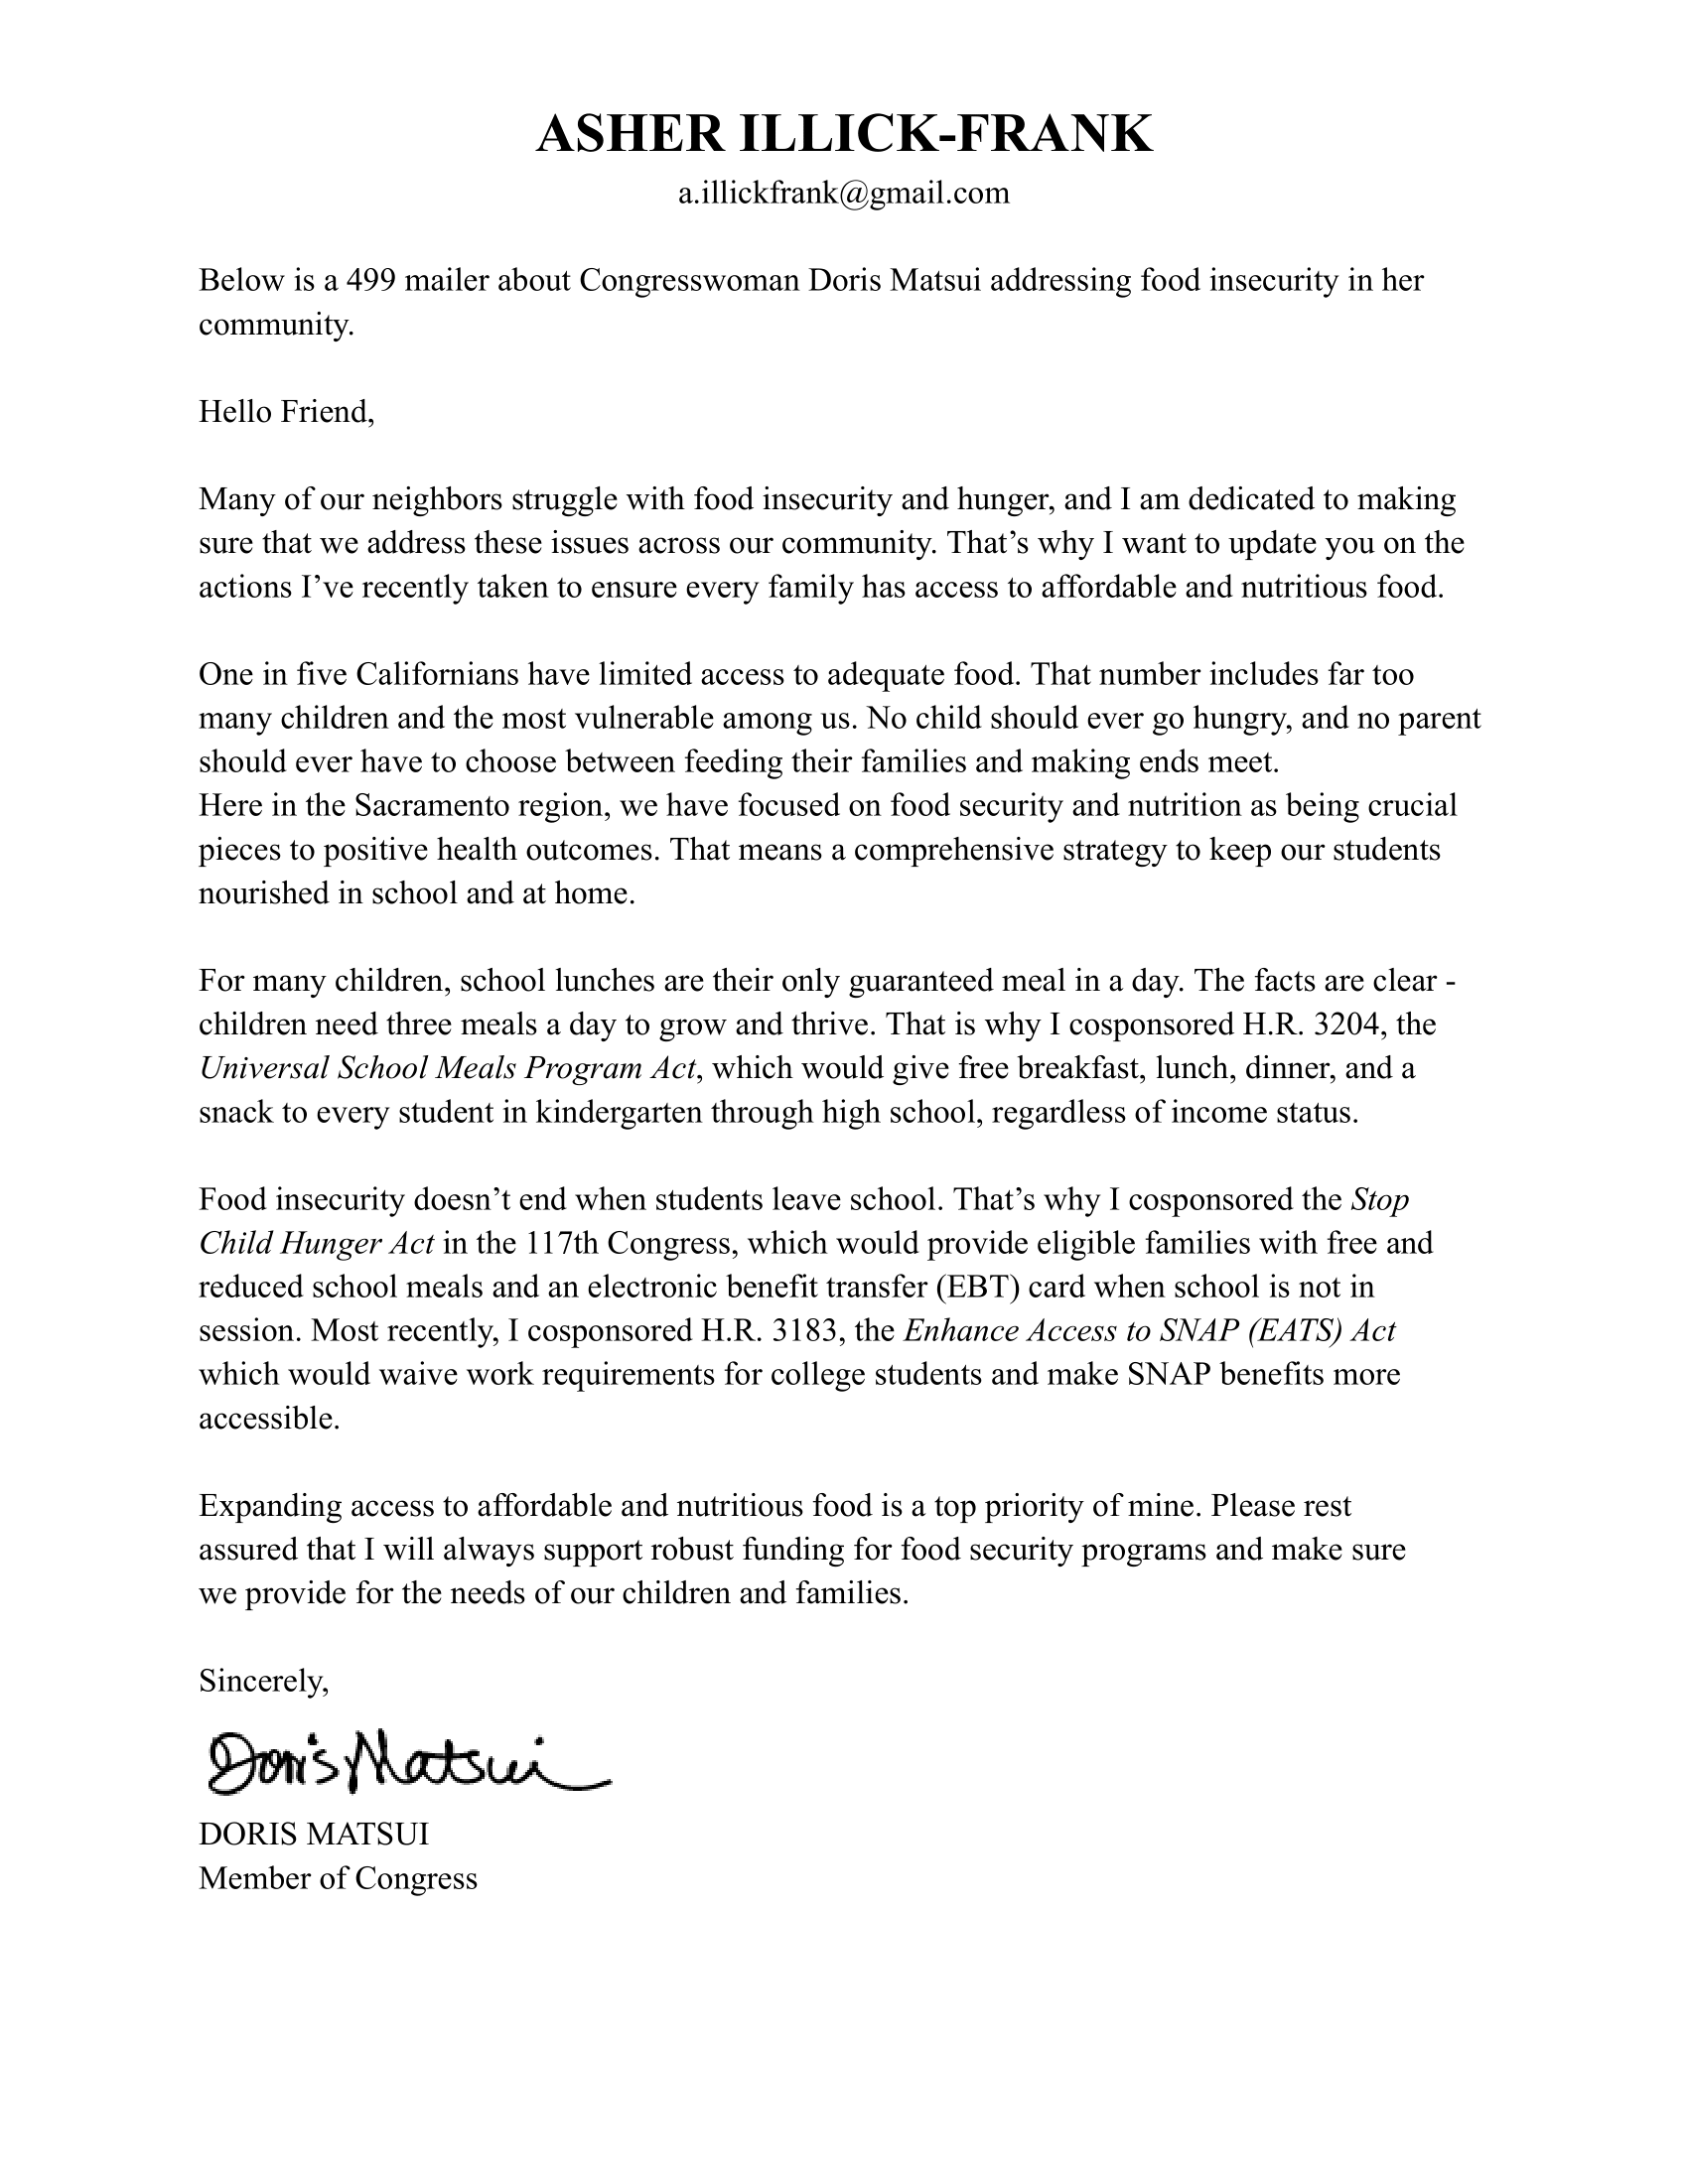 ASHER ILLICK-FRANK
a.illickfrank@gmail.com
Below is a 499 mailer about Congresswoman Doris Matsui addressing food insecurity in her
community.
Hello Friend,
Many of our neighbors struggle with food insecurity and hunger, and I am dedicated to making
sure that we address these issues across our community. That’s why I want to update you on the
actions I’ve recently taken to ensure every family has access to affordable and nutritious food.
One in five Californians have limited access to adequate food. That number includes far too
many children and the most vulnerable among us. No child should ever go hungry, and no parent
should ever have to choose between feeding their families and making ends meet.
Here in the Sacramento region, we have focused on food security and nutrition as being crucial
pieces to positive health outcomes. That means a comprehensive strategy to keep our students
nourished in school and at home.
For many children, school lunches are their only guaranteed meal in a day. The facts are clear -
children need three meals a day to grow and thrive. That is why I cosponsored H.R. 3204, the
Universal School Meals Program Act, which would give free breakfast, lunch, dinner, and a
snack to every student in kindergarten through high school, regardless of income status.
Food insecurity doesn’t end when students leave school. That’s why I cosponsored the Stop
Child Hunger Act in the 117th Congress, which would provide eligible families with free and
reduced school meals and an electronic benefit transfer (EBT) card when school is not in
session. Most recently, I cosponsored H.R. 3183, the Enhance Access to SNAP (EATS) Act
which would waive work requirements for college students and make SNAP benefits more
accessible.
Expanding access to affordable and nutritious food is a top priority of mine. Please rest
assured that I will always support robust funding for food security programs and make sure
we provide for the needs of our children and families.
Sincerely,
Doris Matsui
DORIS MATSUI
Member of Congress